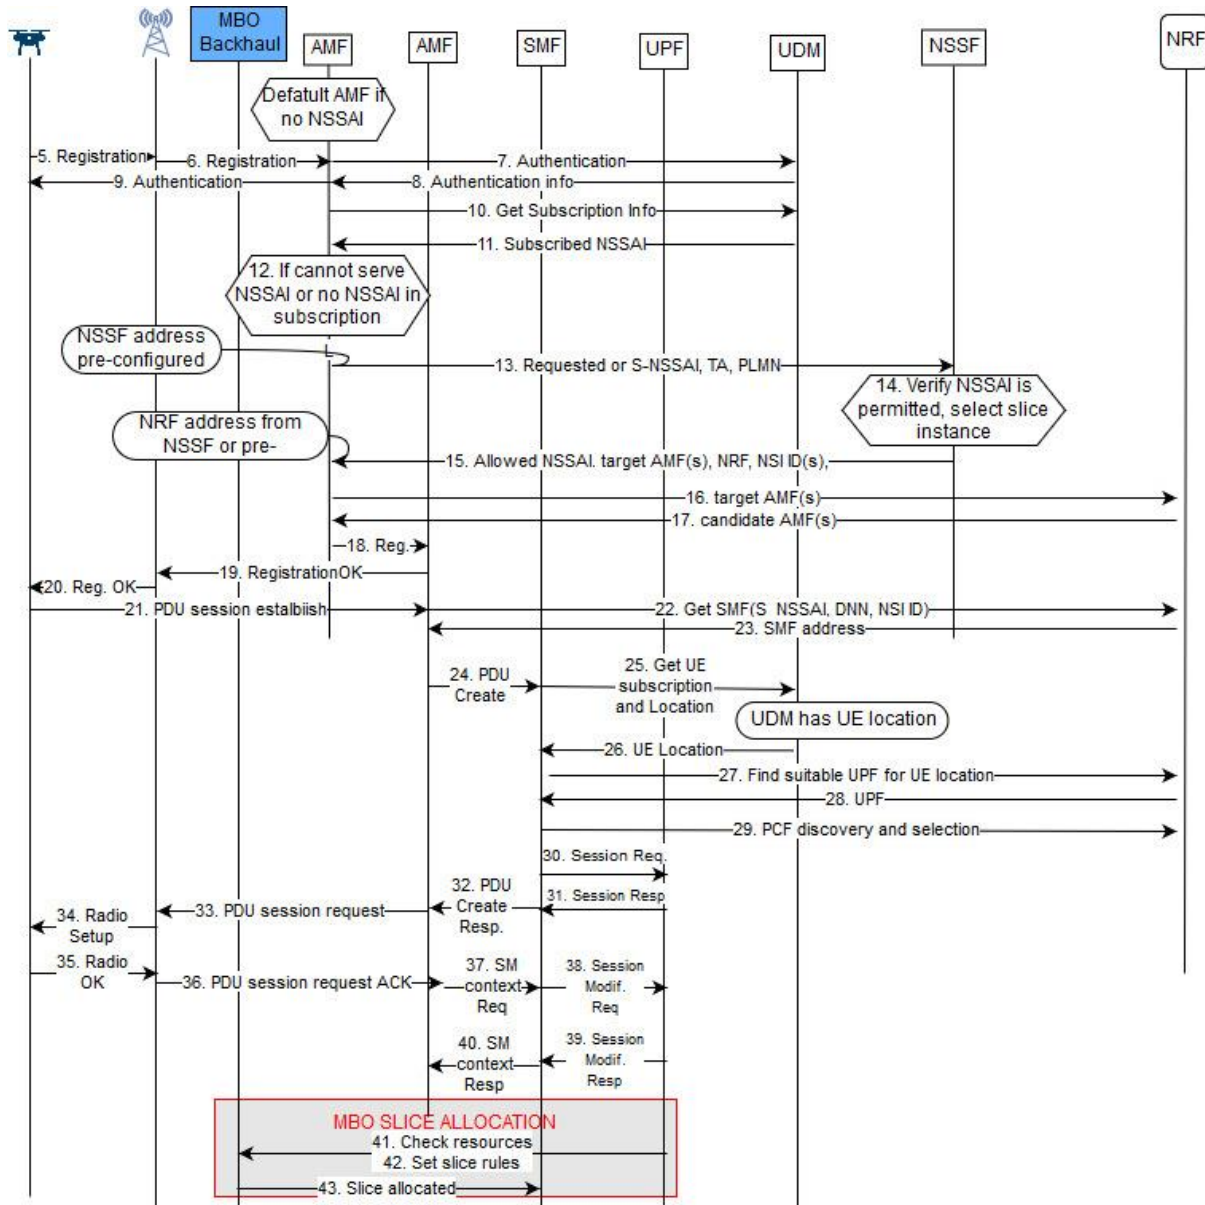 MBO
Backhaul
AMF
AMF
SMF
UPF
UDM
NSSF
NRF
Defatult AMF if
no NSSAI
5. Registration
6. Registration
7. Authentication
9. Authentication
8. Authentication info
10. Get Subscription Info
11. Subscribed NSSAI
12. If cannot serve
NSSAI or no NSSAI in
subscription
NSSF address
pre-configured
13. Requested or S-NSSAI, TA, PLMN
14. Verify NSSAI is
permitted, select slice
instance
NRF address from
NSSF or pre-
15. Allowed NSSAI. target AMF(s), NRF, NSI ID(s),
16. target AMF(s)
17. candidate AMF(s)
18. Reg.
19. RegistrationOK
20. Reg. OK
21. PDU session estalbiish
22. Get SMF(S_NSSAI, DNN, NSI ID)
23. SMF address
24. PDU
Create
25. Get UE
subscription
and Location
UDM has UE location
26. UE Location
27. Find suitable UPF for UE location
28. UPF
29. PCF discovery and selection
30. Session Req.
31. Session Resp
32. PDU
Create
Resp.
33. PDU session request
34. Radio
Setup
35. Radio
OK
36. PDU session request ACK
37. SM
context
Req
38. Session
Modif.
Req
39. Session
Modif.
Resp
40. SM
context
Resp
MBO SLICE ALLOCATION
41. Check resources
42. Set slice rules
43. Slice allocated